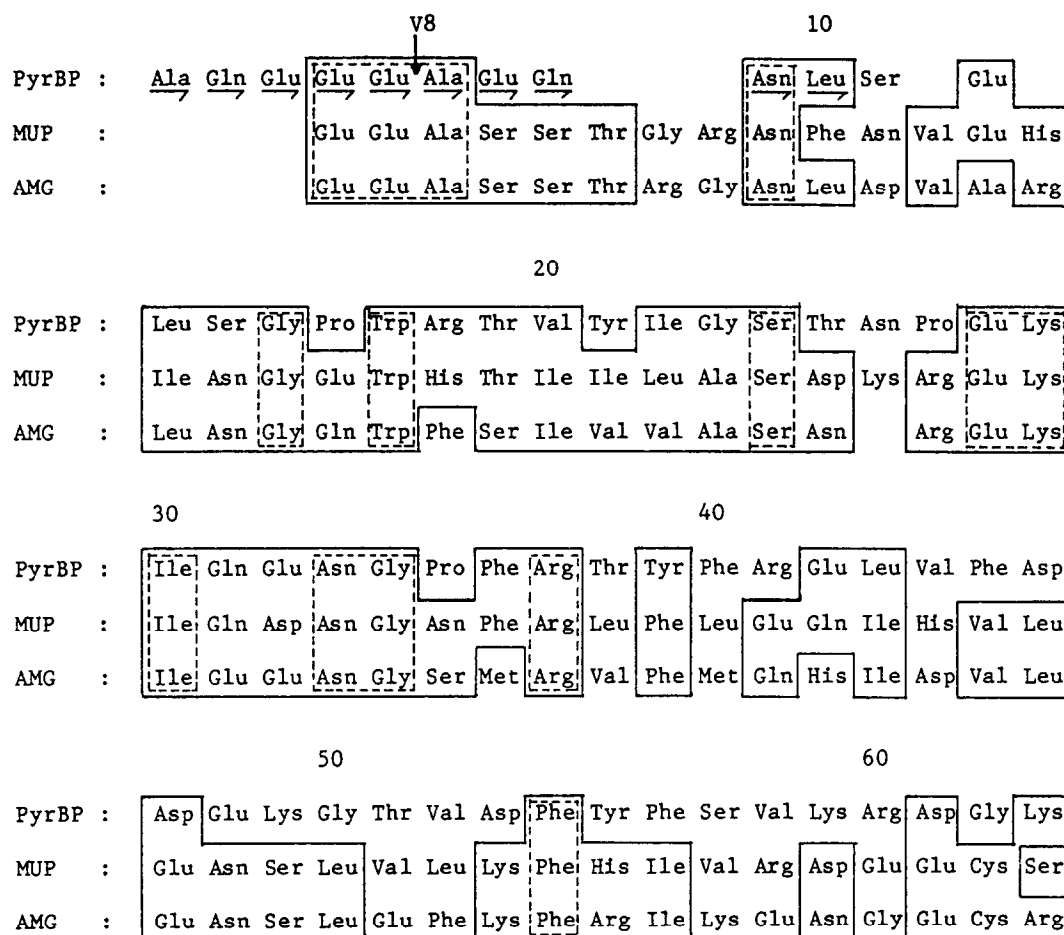 V8 10
PyrBP : Ala Gln Glu Glu Glu Ala Glu Gln Asn Leu Ser Glu
MUP : Glu Glu Ala Ser Ser Thr Gly Arg Asn Phe Asn Val Glu His
AMG : Glu Glu Ala Ser Ser Thr Arg Gly Asn Leu Asp Val Ala Arg
20
PyrBP : Leu Ser Gly Pro Trp Arg Thr Val Tyr Ile Gly Ser Thr Asn Pro Glu Lys
MUP : Ile Asn Gly Glu Trp His Thr Ile Ile Leu Ala Ser Asp Lys Arg Glu Lys
AMG : Leu Asn Gly Gln Trp Phe Ser Ile Val Val Ala Ser Asn Arg Glu Lys
30 40
PyrBP : Ile Gln Glu Asn Gly Pro Phe Arg Thr Tyr Phe Arg Glu Leu Val Phe Asp
MUP : Ile Gln Asp Asn Gly Asn Phe Arg Leu Phe Leu Glu Gln Ile His Val Leu
AMG : Ile Glu Glu Asn Gly Ser Met Arg Val Phe Met Gln His Ile Asp Val Leu
50 60
PyrBP : Asp Glu Lys Gly Thr Val Asp Phe Tyr Phe Ser Val Lys Arg Asp Gly Lys
MUP : Glu Asn Ser Leu Val Leu Lys Phe His Ile Val Arg Asp Glu Glu Cys Ser
AMG : Glu Asn Ser Leu Glu Phe Lys Phe Arg Ile Lys Glu Asn Gly Glu Cys Arg